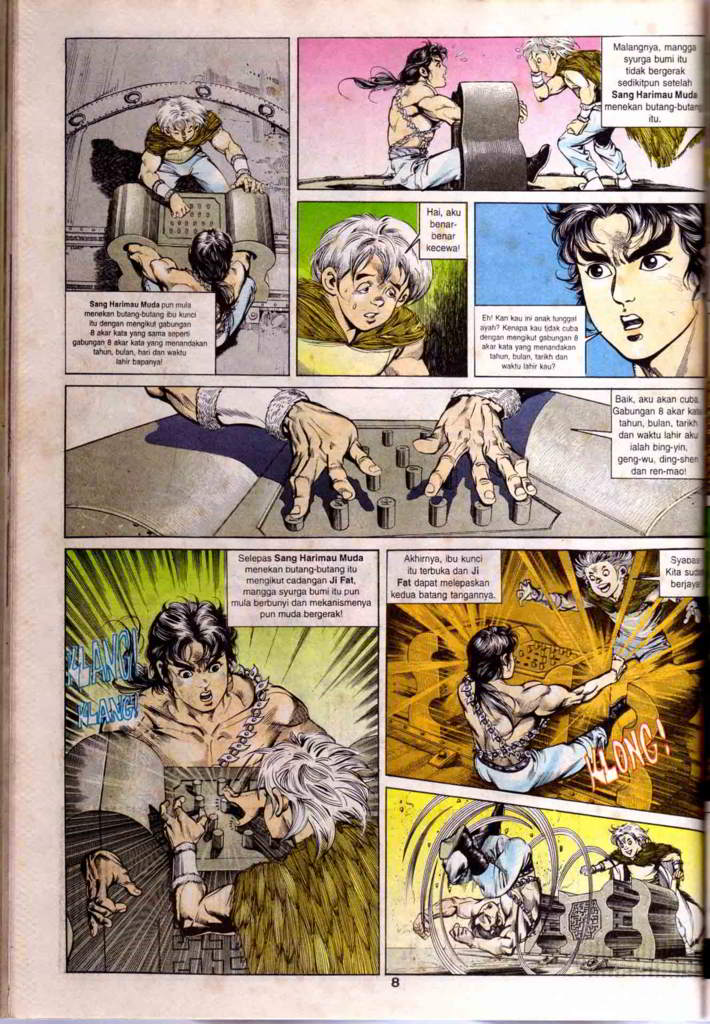 Sang Harimau Muda pun mula
menekan butang-butang ibu kunci
itu dengan mengikut gabungan
8 akar kata yang sama seperti
gabungan 8 akar kata yang menandakan
tahun, bulan, hari dan waktu
lahir bapanya!
Malangnya, mangga
syurga bumi itu
tidak bergerak
sedikitpun setelah
Sang Harimau Muda
menekan butang-butang
itu.
Hai, aku
benar-
benar
kecewa!
Eh! Kan kau ini anak tunggal
ayah? Kenapa kau tidak cuba
dengan mengikut gabungan 8
akar kata yang menandakan
tahun, bulan, tarikh dan
waktu lahir kau?
Baik, aku akan cuba.
Gabungan 8 akar kata
tahun, bulan, tarikh
dan waktu lahir aku
ialah bing-yin,
geng-wu, ding-shen
dan ren-mao!
Selepas Sang Harimau Muda
menekan butang-butang itu
mengikut cadangan Ji Fat,
mangga syurga bumi itu pun
mula berbunyi dan mekanismenya
pun muda bergerak!
KLANG!
KLANG!
Akhirnya, ibu kunci
itu terbuka dan Ji
Fat dapat melepaskan
kedua batang tangannya.
Kita
berjaya!
KLONG!
8